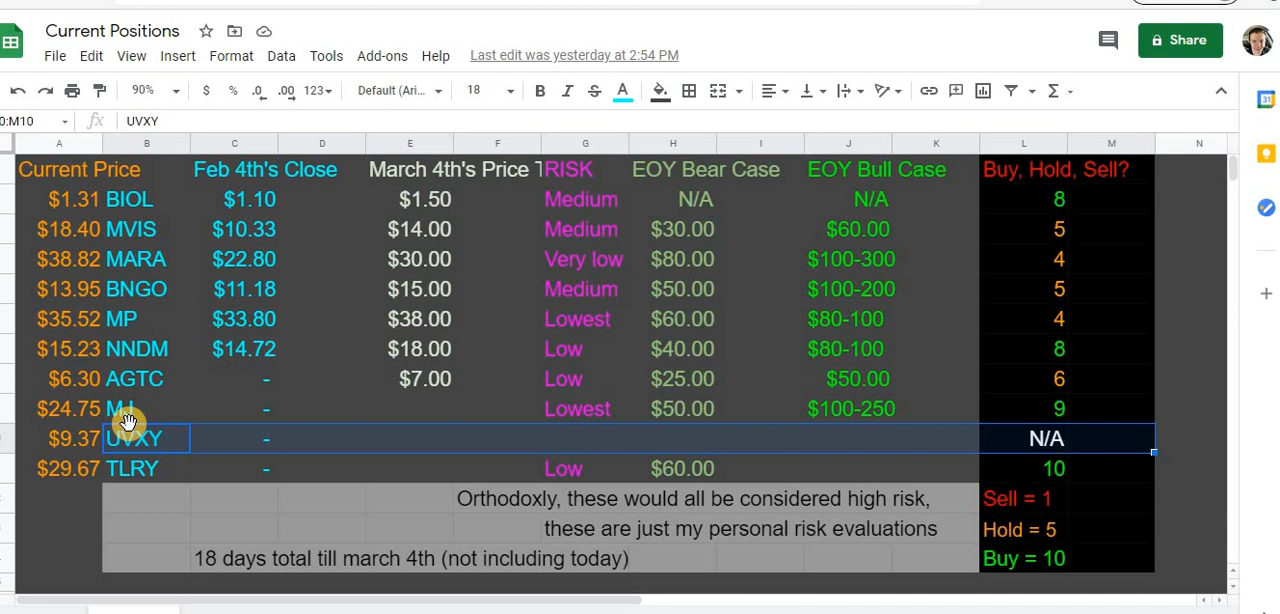 Current Positions
File Edit View Insert Format Data Tools Add-ons Help Last edit was yesterday at 2:54 PM
Share
90% $ % .0 .00 123 Default (Ari... 18 B I S A
0:M10 fx UVXY
A B C D E F G H I J K L M N
Current Price Feb 4th's Close March 4th's Price T RISK EOY Bear Case EOY Bull Case Buy, Hold, Sell?
$1.31 BIOL $1.10 $1.50 Medium N/A N/A 8
$18.40 MVIS $10.33 $14.00 Medium $30.00 $60.00 5
$38.82 MARA $22.80 $30.00 Very low $80.00 $100-300 4
$13.95 BNGO $11.18 $15.00 Medium $50.00 $100-200 5
$35.52 MP $33.80 $38.00 Lowest $60.00 $80-100 4
$15.23 NNDM $14.72 $18.00 Low $40.00 $80-100 8
$6.30 AGTC - $7.00 Low $25.00 $50.00 6
$24.75 MJ - Lowest $50.00 $100-250 9
$9.37 UVXY - N/A
$29.67 TLRY - Low $60.00 10
Orthodoxly, these would all be considered high risk, Sell = 1
these are just my personal risk evaluations Hold = 5
18 days total till march 4th (not including today) Buy = 10
31